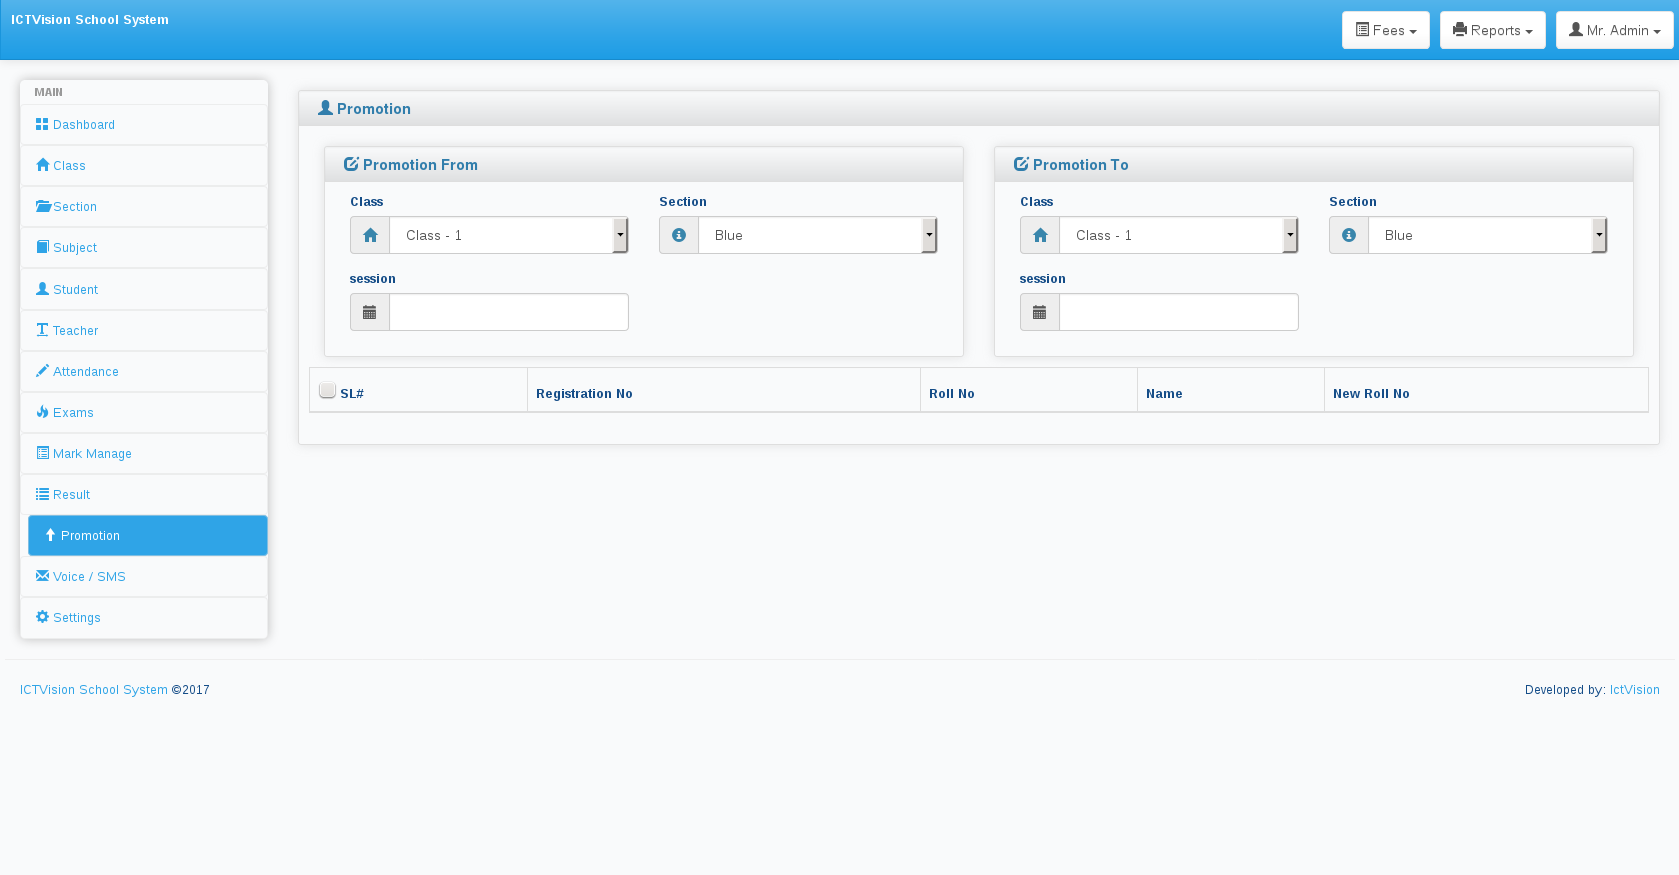 ICTVision School System
Fees
Reports
Mr. Admin
MAIN
Dashboard
Class
Section
Subject
Student
Teacher
Attendance
Exams
Mark Manage
Result
Promotion
Voice / SMS
Settings
Promotion
Promotion From
Class
Section
Class - 1
Blue
session
Promotion To
Class
Section
Class - 1
Blue
session
SL# Registration No Roll No Name New Roll No
ICTVision School System ©2017
Developed by: IctVision